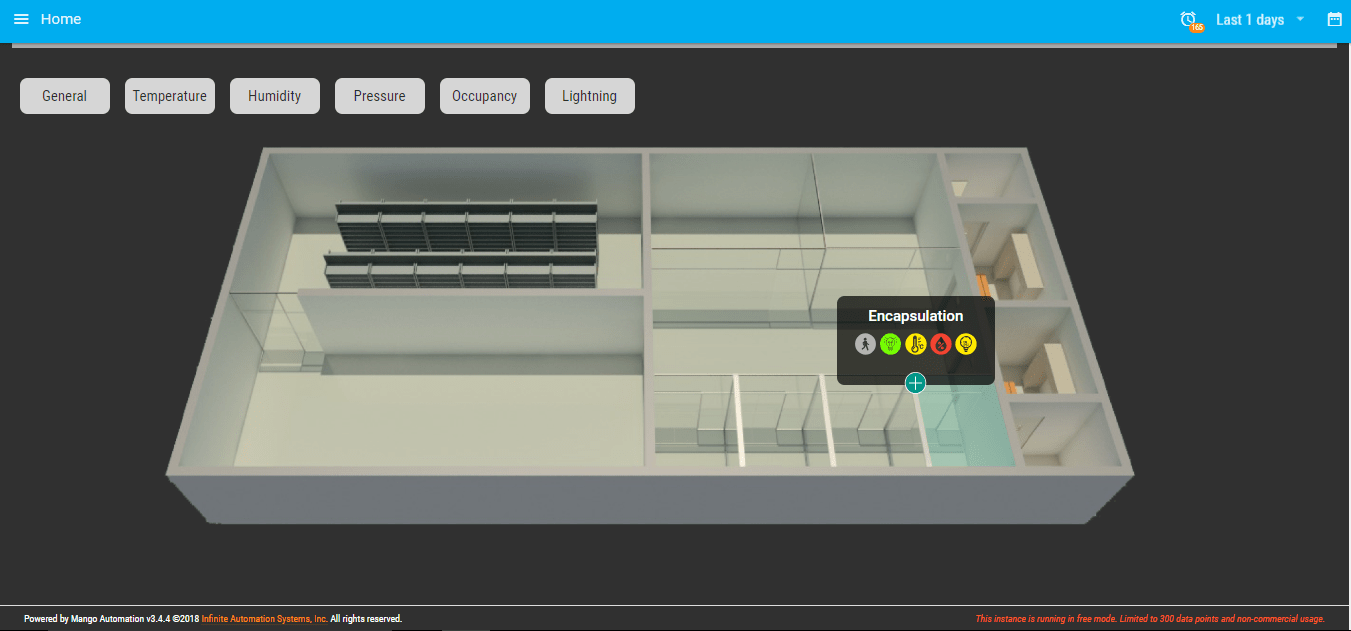 Home
165
Last 1 days
General
Temperature
Humidity
Pressure
Occupancy
Lightning
Encapsulation
Powered by Mango Automation v3.4.4 ©2018 Infinite Automation Systems, Inc. All rights reserved.
This instance is running in free mode. Limited to 300 data points and non-commercial usage.